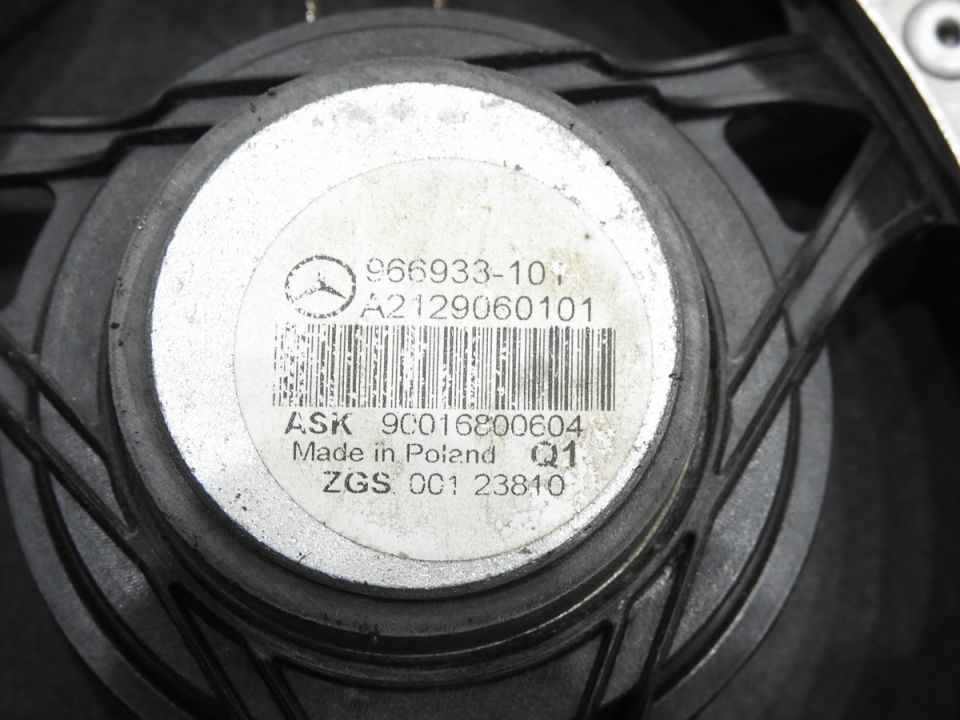 966933-101
A2129060101
ASK 90016800604
Made in Poland Q1
ZGS 001 23810